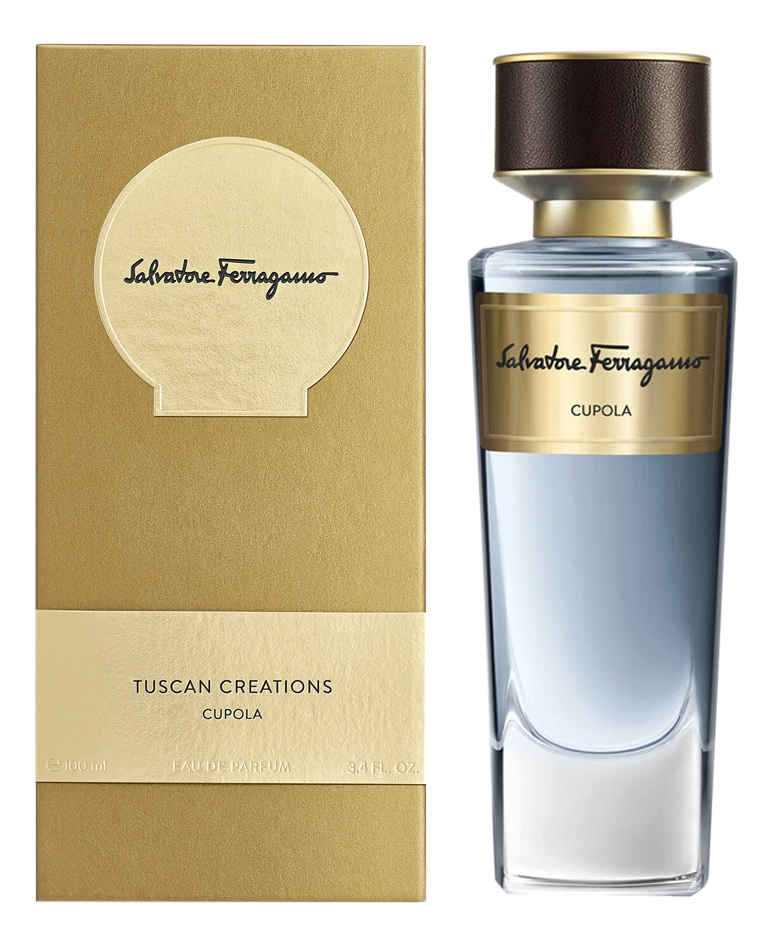 Salvatore Ferragamo
TUSCAN CREATIONS
CUPOLA
℮ 100 ml EAU DE PARFUM 3.4 FL. OZ.
Salvatore Ferragamo
CUPOLA